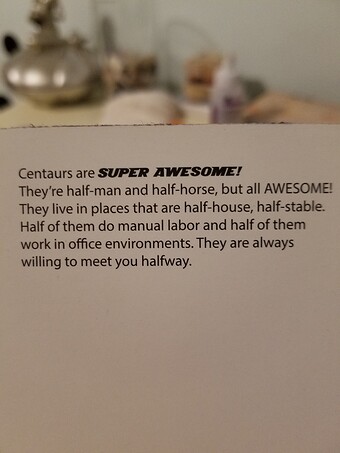 Centaurs are SUPER AWESOME!
They're half-man and half-horse, but all AWESOME!
They live in places that are half-house, half-stable.
Half of them do manual labor and half of them
work in office environments. They are always
willing to meet you halfway.